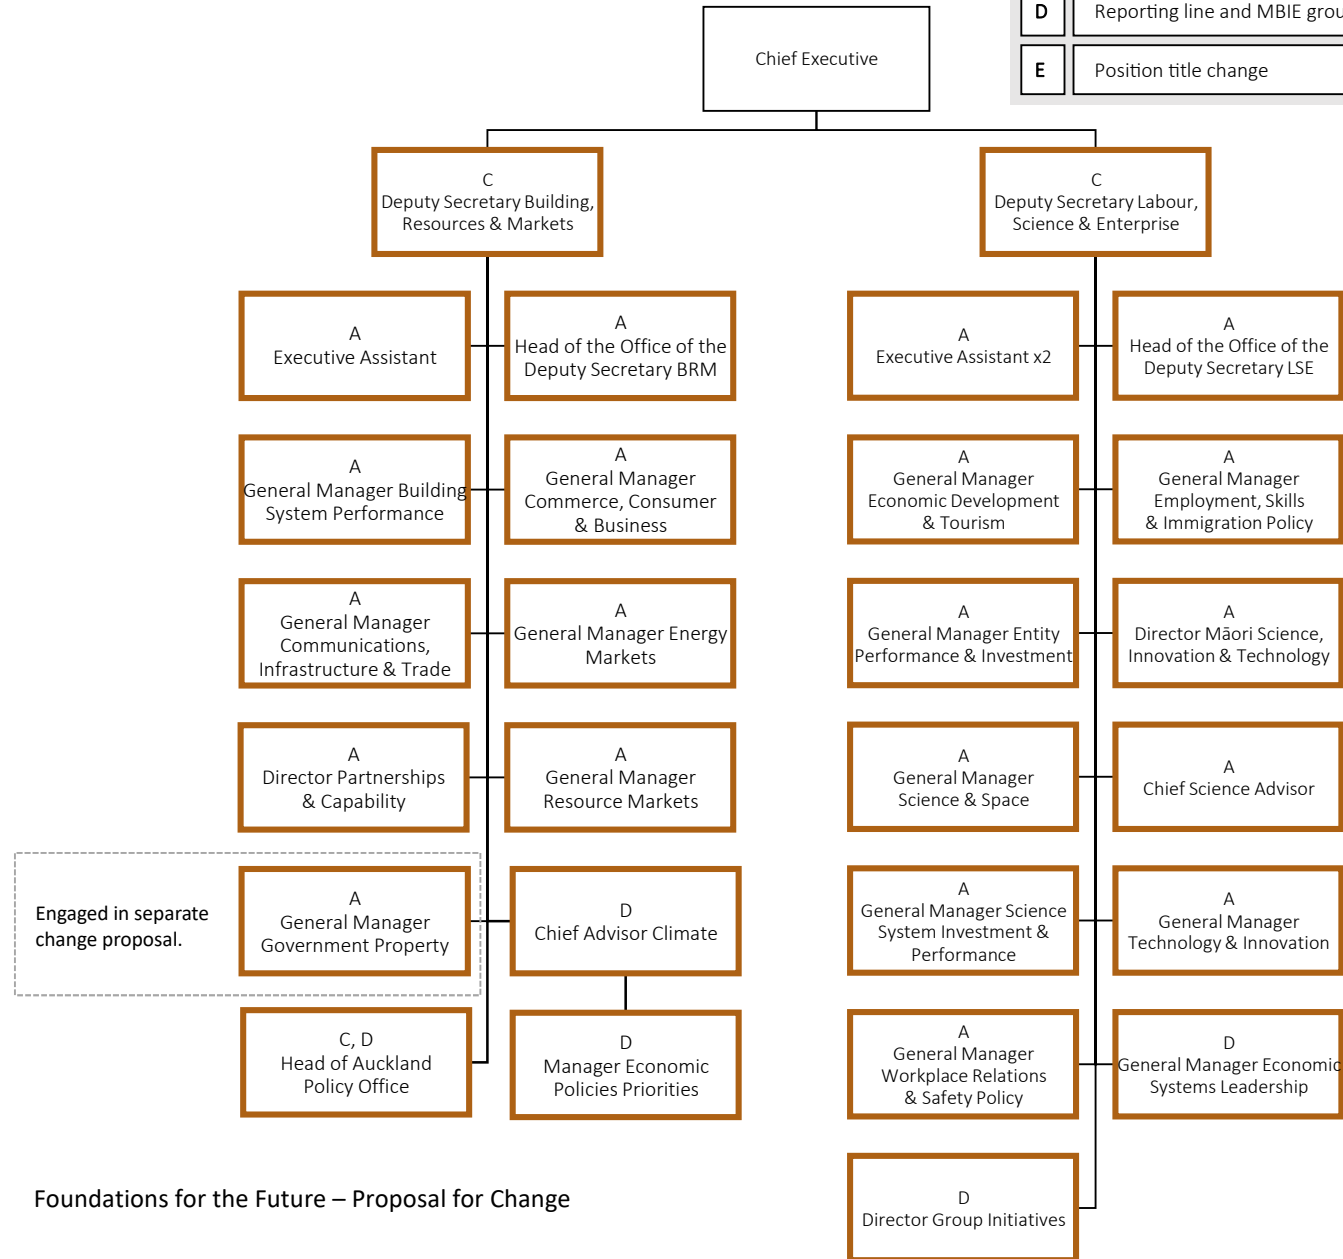 D
Reporting line and MBIE
E
Position title change
Chief Executive
C
Deputy Secretary Building,
Resources & Markets
C
Deputy Secretary Labour,
Science & Enterprise
A
Executive Assistant
A
Head of the Office of the
Deputy Secretary BRM
A
Executive Assistant x2
A
Head of the Office of the
Deputy Secretary LSE
A
General Manager Building
System Performance
A
General Manager
Commerce, Consumer
& Business
A
General Manager
Economic Development
& Tourism
A
General Manager
Employment, Skills
& Immigration Policy
A
General Manager
Communications,
Infrastructure & Trade
A
General Manager Energy
Markets
A
General Manager Entity
Performance & Investment
A
Director Māori Science,
Innovation & Technology
A
Director Partnerships
& Capability
A
General Manager
Resource Markets
A
General Manager
Science & Space
A
Chief Science Advisor
Engaged in separate
change proposal.
A
General Manager
Government Property
D
Chief Advisor Climate
A
General Manager Science
System Investment &
Performance
A
General Manager
Technology & Innovation
C, D
Head of Auckland
Policy Office
D
Manager Economic
Policies Priorities
A
General Manager
Workplace Relations
& Safety Policy
D
General Manager Economic
Systems Leadership
D
Director Group Initiatives
Foundations for the Future – Proposal for Change